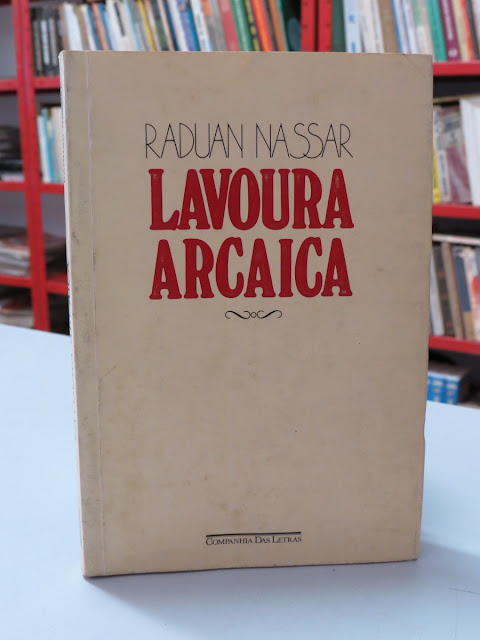 RADUAN NASSAR
LAVOURA
ARCAICA
COMPANHIA DAS LETRAS